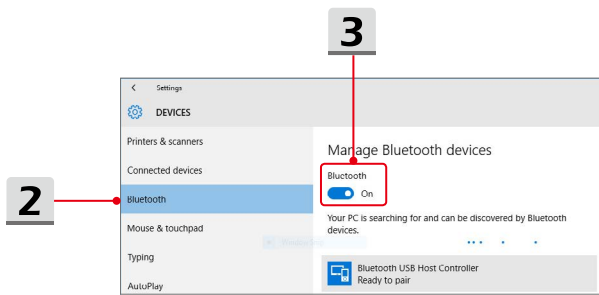 3
Settings
DEVICES
Printers & scanners
Manage Bluetooth devices
Connected devices
Bluetooth
On
2
Bluetooth
Your PC is searching for and can be discovered by Bluetooth
devices.
Mouse & touchpad
Typing
Bluetooth USB Host Controller
Ready to pair
AutoPlay